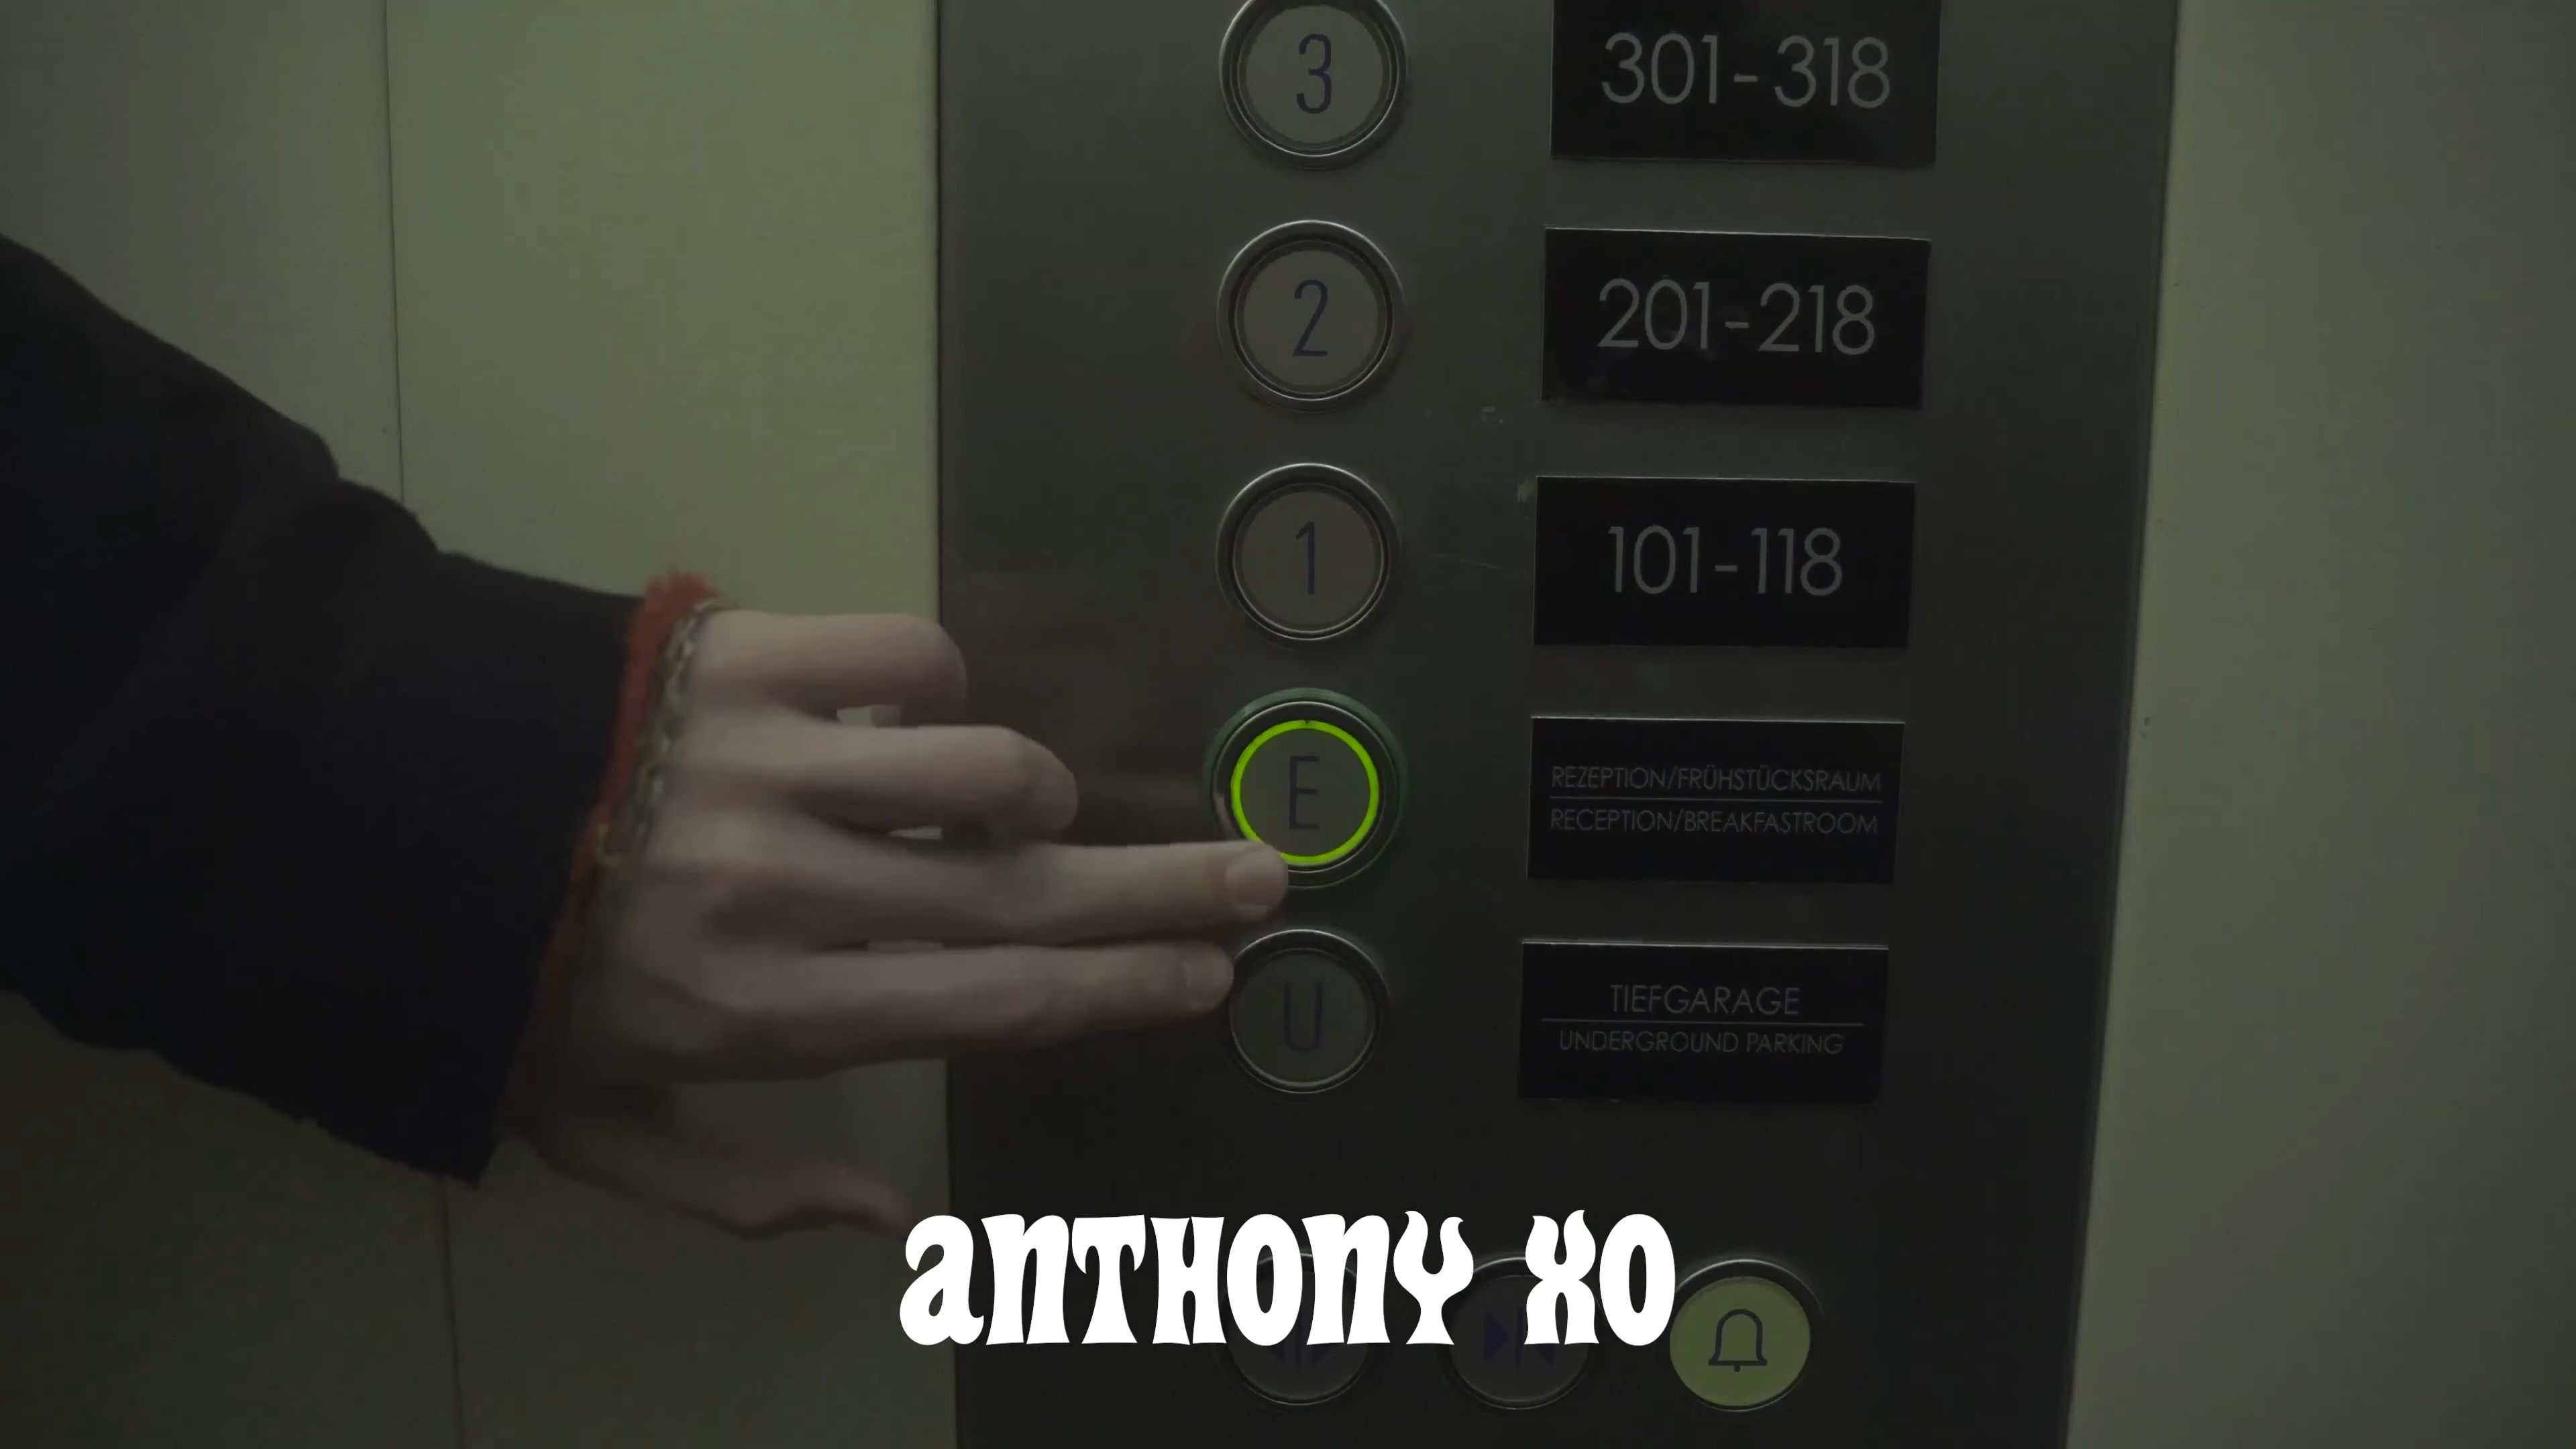 3
301-318
2
201-218
1
101-118
E
REZEPTION/FRÜHSTÜCKSRAUM
RECEPTION/BREAKFASTROOM
U
TIEFGARAGE
UNDERGROUND PARKING
ANTHONY XO